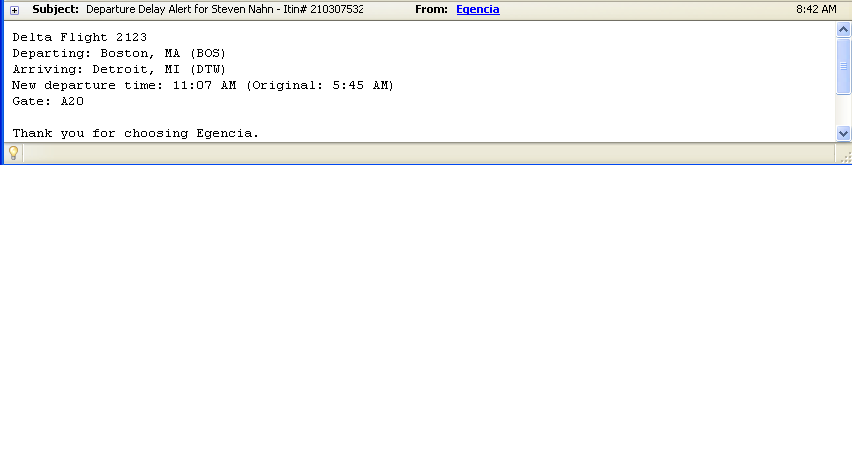 Subject: Departure Delay Alert for Steven Nahn - Itin# 210307532 From: Egencia 8:42 AM
Delta Flight 2123
Departing: Boston, MA (BOS)
Arriving: Detroit, MI (DTW)
New departure time: 11:07 AM (Original: 5:45 AM)
Gate: A20
Thank you for choosing Egencia.